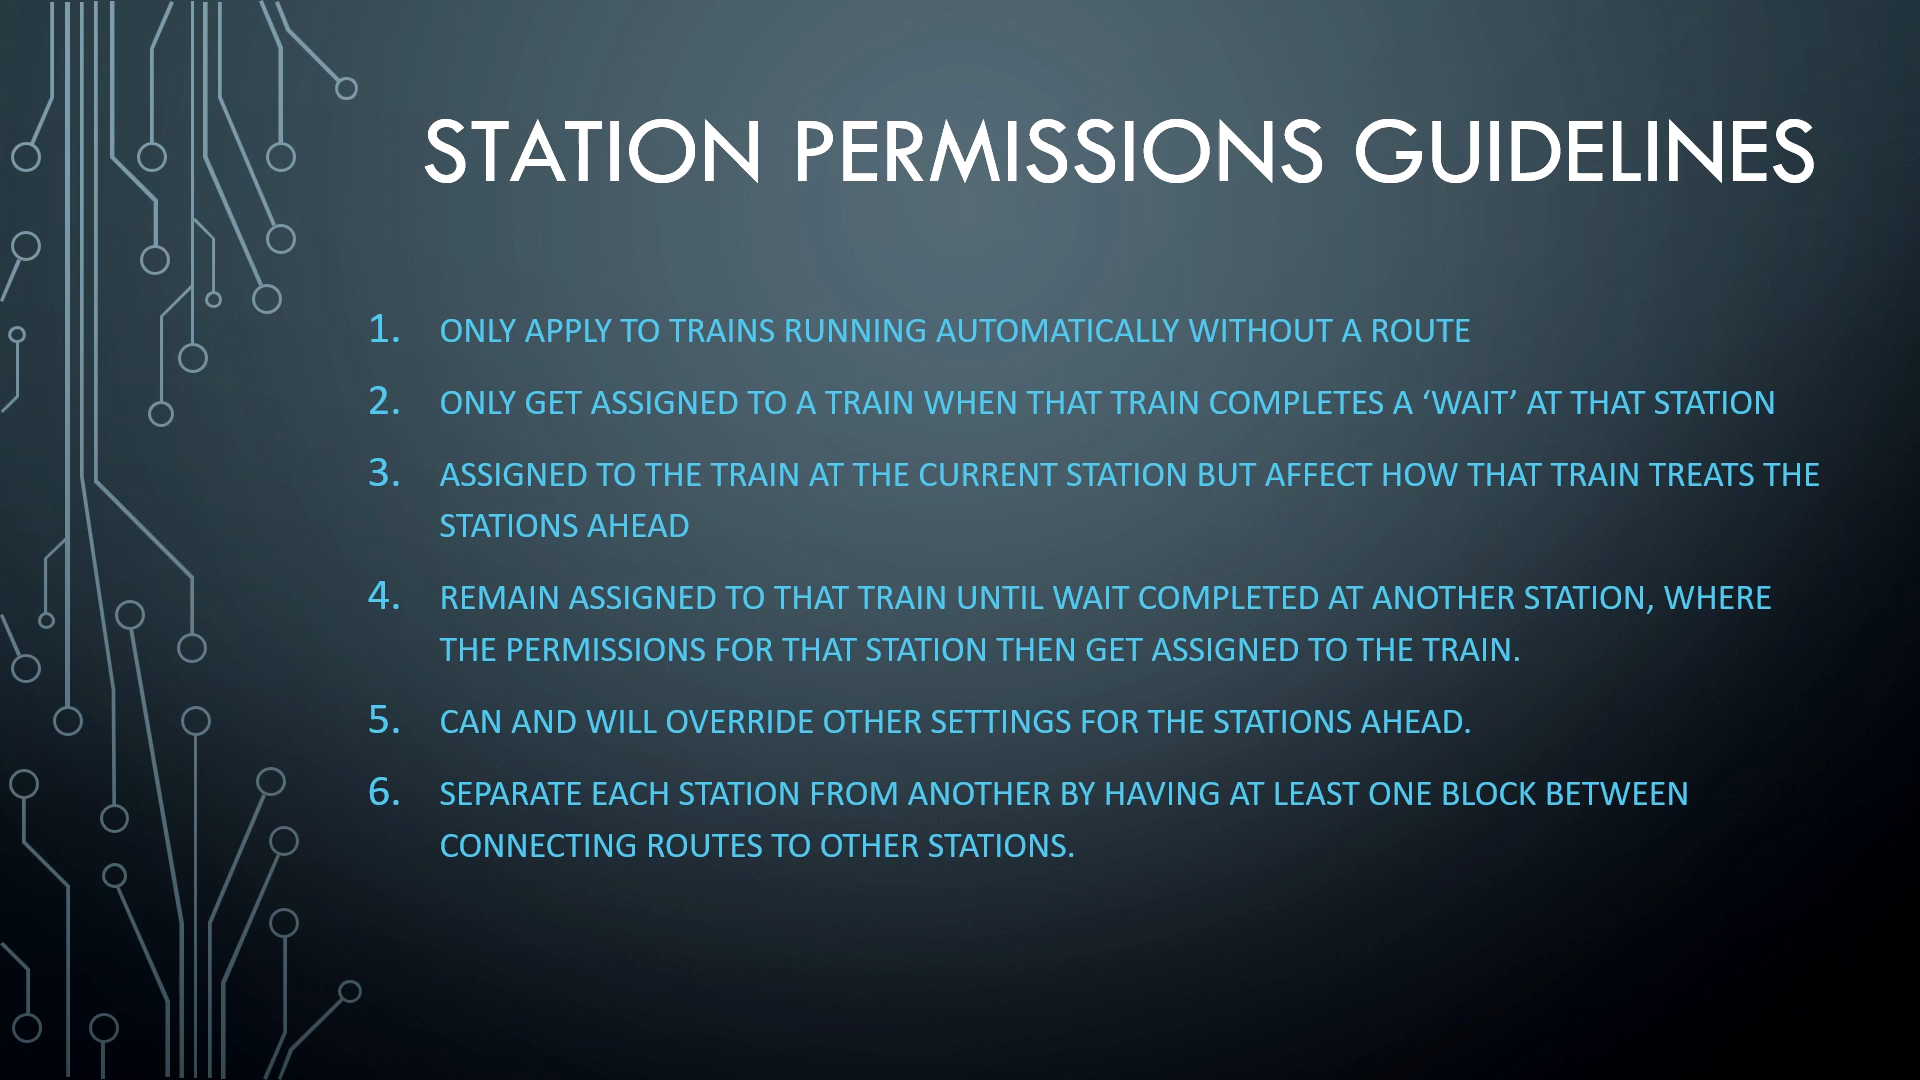 STATION PERMISSIONS GUIDELINES
1. ONLY APPLY TO TRAINS RUNNING AUTOMATICALLY WITHOUT A ROUTE
2. ONLY GET ASSIGNED TO A TRAIN WHEN THAT TRAIN COMPLETES A ‘WAIT’ AT THAT STATION
3. ASSIGNED TO THE TRAIN AT THE CURRENT STATION BUT AFFECT HOW THAT TRAIN TREATS THE
STATIONS AHEAD
4. REMAIN ASSIGNED TO THAT TRAIN UNTIL WAIT COMPLETED AT ANOTHER STATION, WHERE
THE PERMISSIONS FOR THAT STATION THEN GET ASSIGNED TO THE TRAIN.
5. CAN AND WILL OVERRIDE OTHER SETTINGS FOR THE STATIONS AHEAD.
6. SEPARATE EACH STATION FROM ANOTHER BY HAVING AT LEAST ONE BLOCK BETWEEN
CONNECTING ROUTES TO OTHER STATIONS.